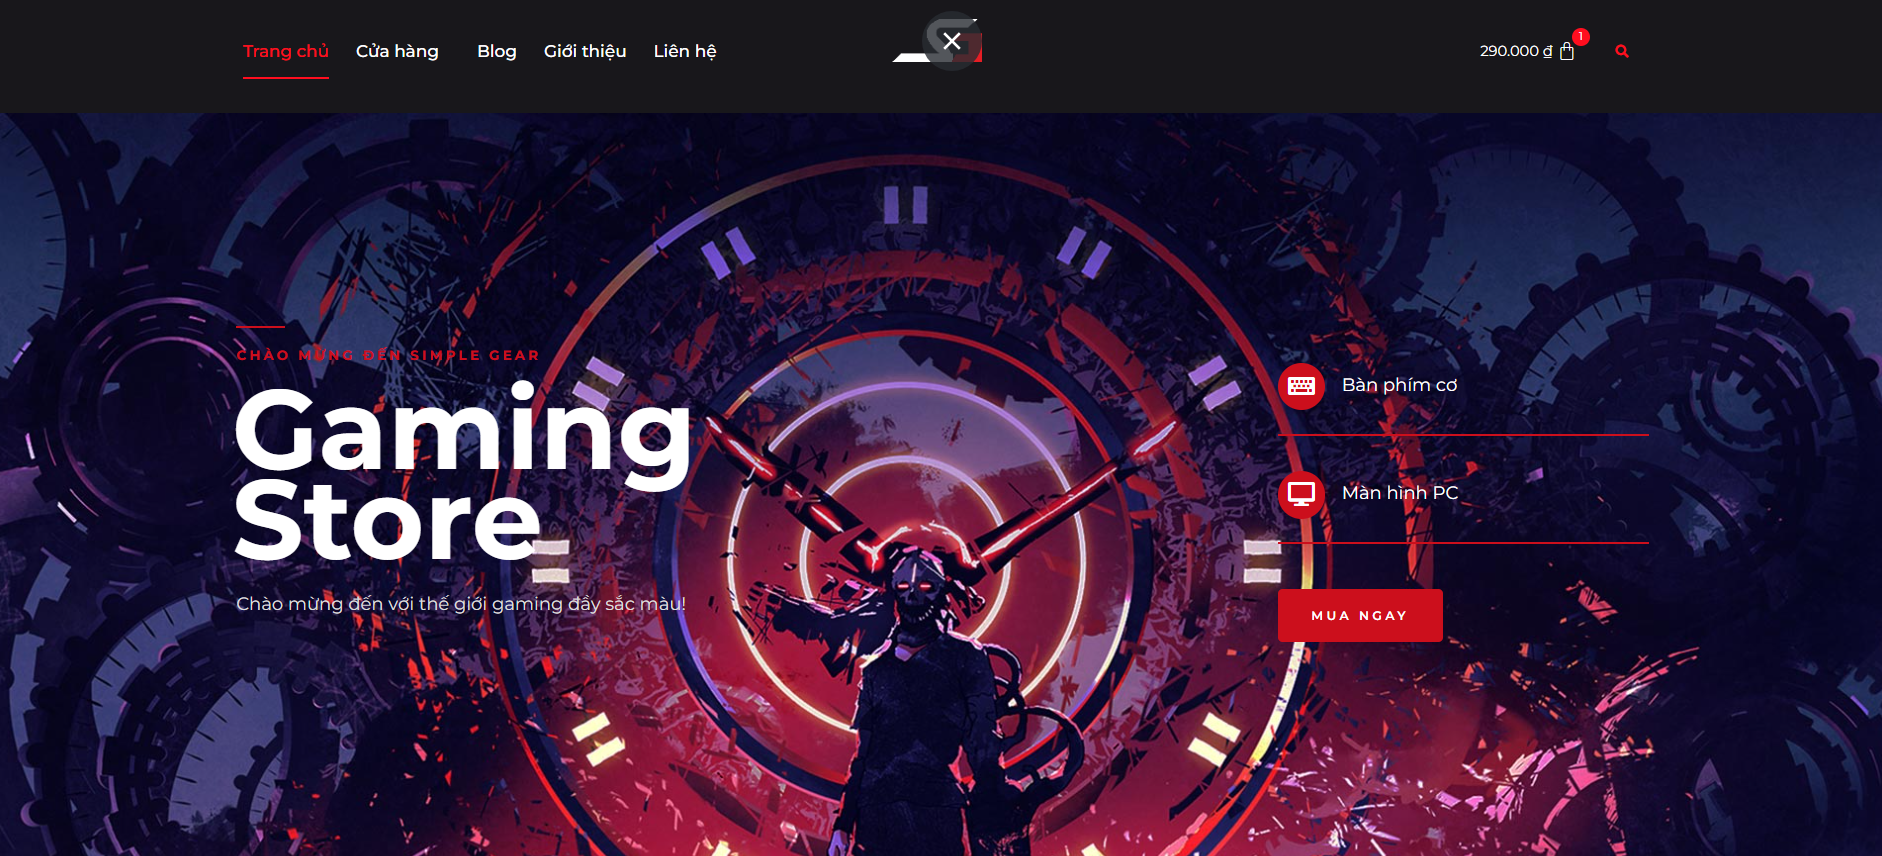 Trang chủ Cửa hàng Blog Giới thiệu Liên hệ
290.000 ₫ 1
CHÀO MỪNG ĐẾN SIMPLE GEAR
Gaming
Store
Chào mừng đến với thế giới gaming đầy sắc màu!
Bàn phím cơ
Màn hình PC
MUA NGAY